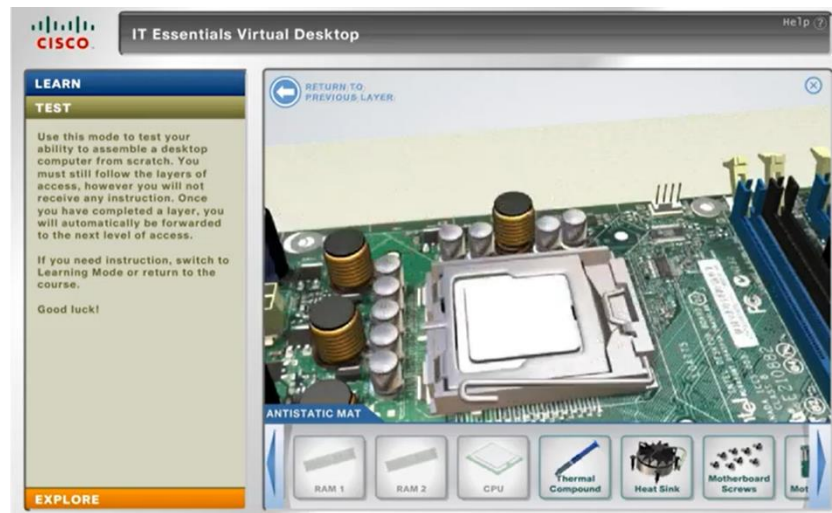 CISCO
IT Essentials Virtual Desktop
Help ?
LEARN
TEST
Use this mode to test your
ability to assemble a desktop
computer from scratch. You
must still follow the layers of
access, however you will not
receive any instruction. Once
you have completed a layer, you
will automatically be forwarded
to the next level of access.
If you need instruction, switch to
Learning Mode or return to the
course.
Good luck!
EXPLORE
RETURN TO
PREVIOUS LAYER
ANTISTATIC MAT
RAM 1
RAM 2
CPU
Thermal
Compound
Heat Sink
Motherboard
Screws
Mot
intel
E210882